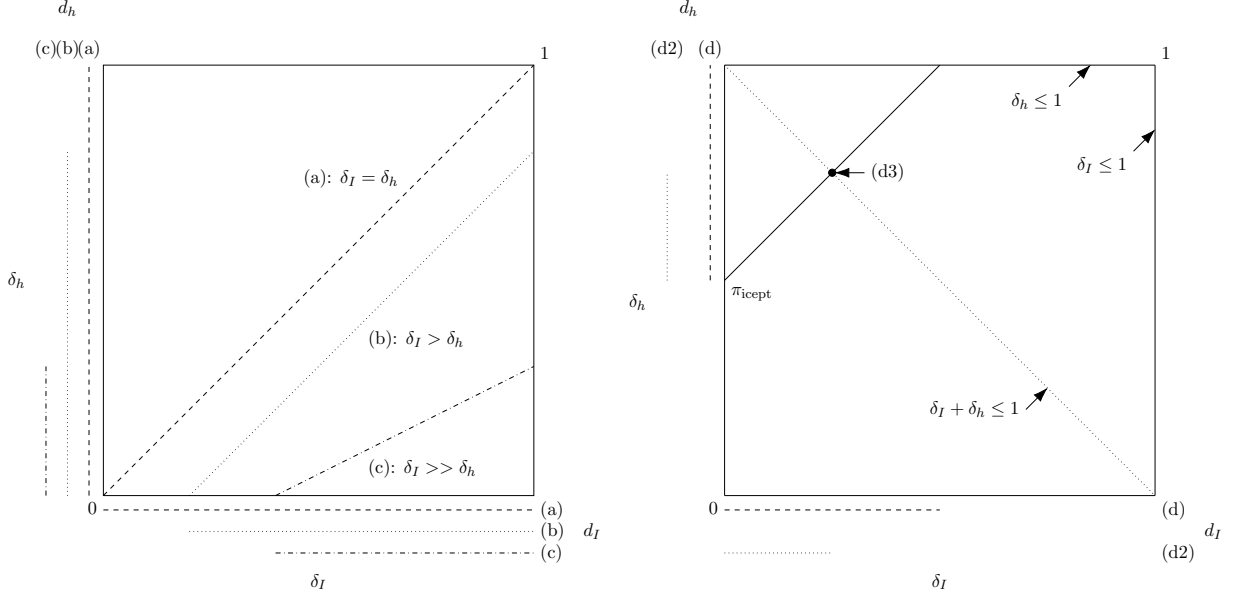 d_h
(c)(b)(a)
1
(a): δ_I = δ_h
δ_h
(b): δ_I > δ_h
(c): δ_I >> δ_h
0
(a)
(b)
d_I
(c)
δ_I
d_h
(d2)
(d)
1
δ_h ≤ 1
δ_I ≤ 1
(d3)
π_icept
δ_h
δ_I + δ_h ≤ 1
0
(d)
d_I
(d2)
δ_I